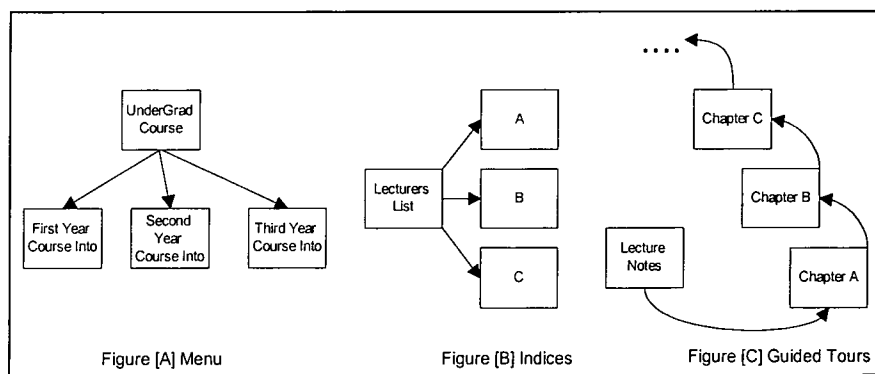 UnderGrad
Course
First Year
Course Into
Second
Year
Course Into
Third Year
Course Into
Figure [A] Menu
Lecturers
List
A
B
C
Figure [B] Indices
....
Chapter C
Chapter B
Chapter A
Lecture
Notes
Figure [C] Guided Tours